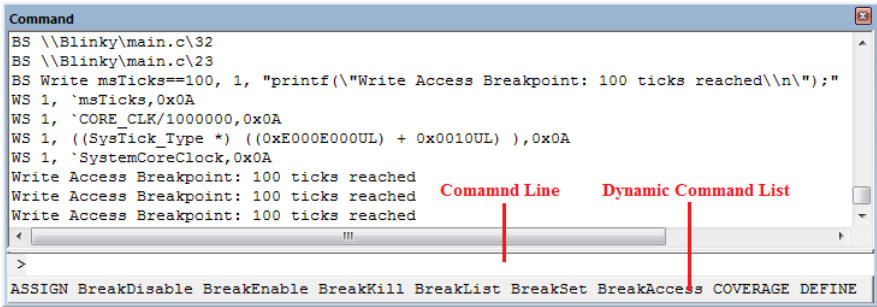 Command
BS \\Blinky\main.c\32
BS \\Blinky\main.c\23
BS Write msTicks==100, 1, "printf(\"Write Access Breakpoint: 100 ticks reached\\n\");"
WS 1, `msTicks,0x0A
WS 1, `CORE_CLK/1000000,0x0A
WS 1, ((SysTick_Type *) ((0xE000E000UL) + 0x0010UL) ),0x0A
WS 1, `SystemCoreClock,0x0A
Write Access Breakpoint: 100 ticks reached
Write Access Breakpoint: 100 ticks reached
Write Access Breakpoint: 100 ticks reached
Comamnd Line
Dynamic Command List
>
ASSIGN BreakDisable BreakEnable BreakKill BreakList BreakSet BreakAccess COVERAGE DEFINE